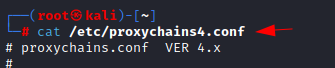 ┌──(root㉿kali)-[~]
└─# cat /etc/proxychains4.conf
# proxychains.conf  VER 4.x
#